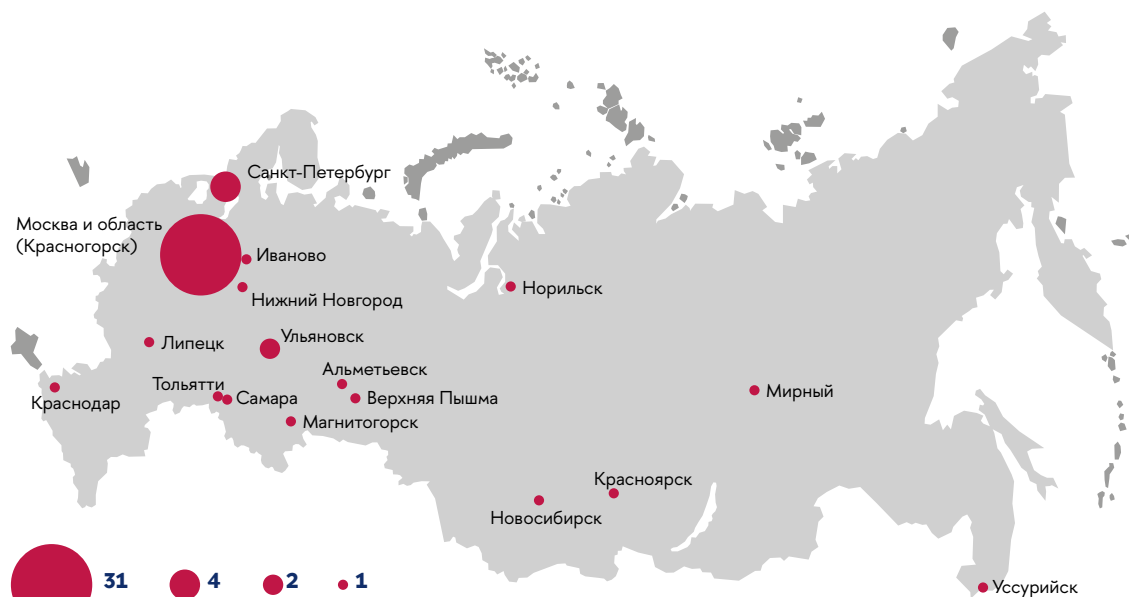 Санкт-Петербург
Москва и область
(Красногорск)
Иваново
Норильск
Нижний Новгород
Ульяновск
Липецк
Альметьевск
Тольятти
Мирный
Самара
Верхняя Пышма
Краснодар
Магнитогорск
Красноярск
Новосибирск
31
4
2
1
Уссурийск